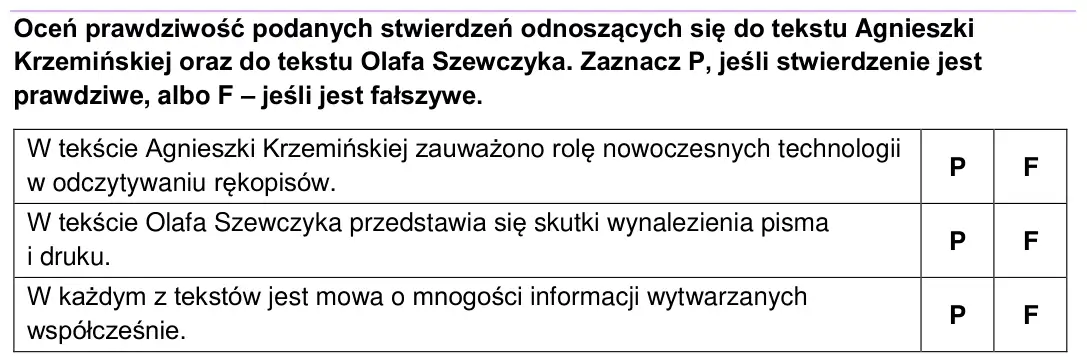 Oceń prawdziwość podanych stwierdzeń odnoszących się do tekstu Agnieszki
Krzemińskiej oraz do tekstu Olafa Szewczyka. Zaznacz P, jeśli stwierdzenie jest
prawdziwe, albo F – jeśli jest fałszywe.
W tekście Agnieszki Krzemińskiej zauważono rolę nowoczesnych technologii
w odczytywaniu rękopisów.
P F
W tekście Olafa Szewczyka przedstawia się skutki wynalezienia pisma
i druku.
P F
W każdym z tekstów jest mowa o mnogości informacji wytwarzanych
współcześnie.
P F